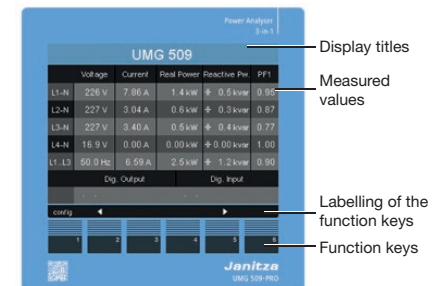 Power Analyser
3-in-1
UMG 509
Display titles
Voltage Current Real Power Reactive Pwr. PF1
Measured values
L1-N 226 V 7.86 A 1.4 kW 0.5 kvar 0.95
L2-N 227 V 3.04 A 0.6 kW 0.3 kvar 0.87
L3-N 227 V 3.40 A 0.5 kW 0.4 kvar 0.77
L4-N 16.9 V 0.00 A 0.00 kW 0.00 kvar 1.00
L1..L3 50.0 Hz 6.59 A 2.5 kW 1.2 kvar 0.90
Dig. Output Dig. Input
config
Labelling of the function keys
1 2 3 4 5 6
Function keys
Janitza
UMG 509-PRO